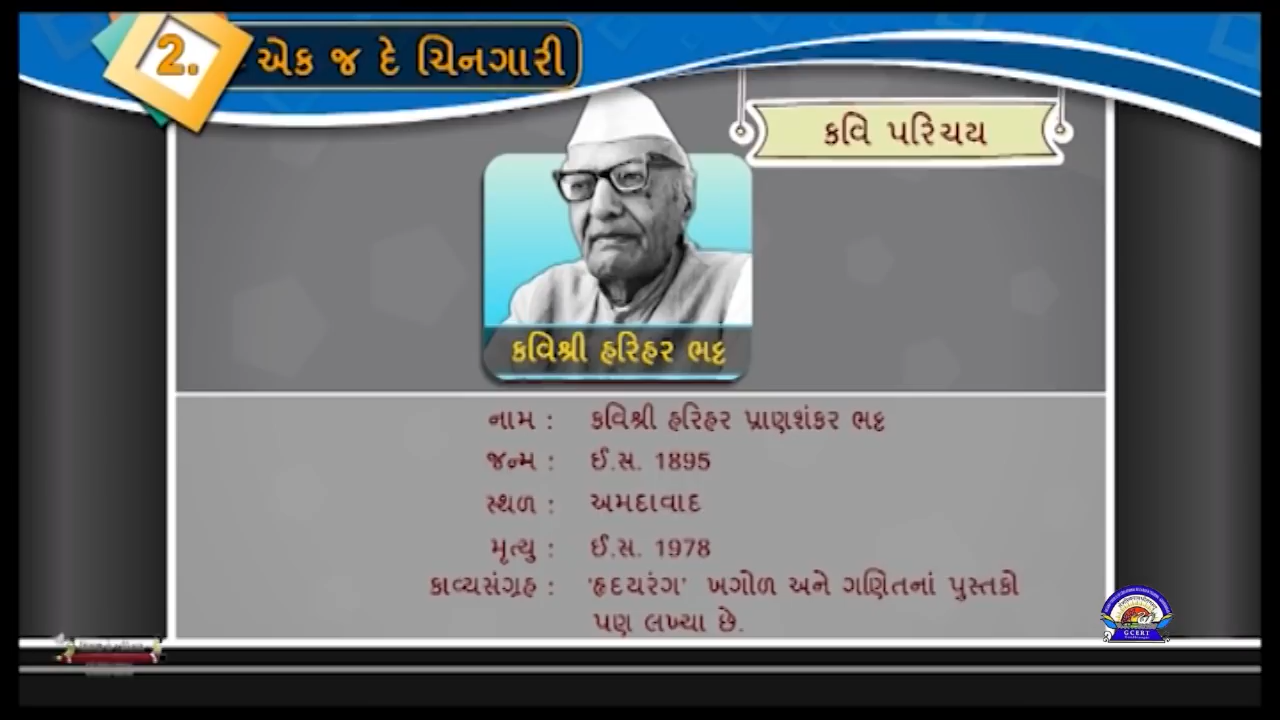 2. એક જ દે ચિનગારી
કવિ પરિચય
કવિશ્રી હરિહર ભટ્ટ
નામ : કવિશ્રી હરિહર પ્રાણશંકર ભટ્ટ
જન્મ : ઈ.સ. 1895
સ્થળ : અમદાવાદ
મૃત્યુ : ઈ.સ. 1978
કાવ્યસંગ્રહ : 'હૃદયરંગ' ખગોળ અને ગણિતનાં પુસ્તકો
પણ લખ્યા છે.
GCERT